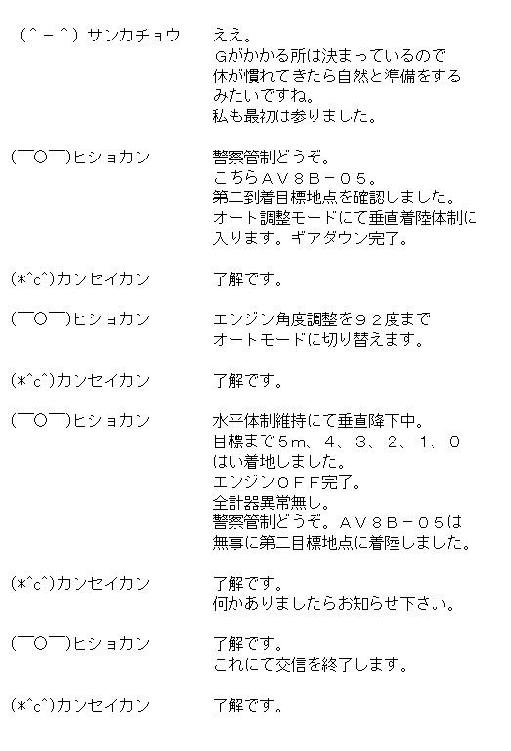 (^-^) サンカチョウ ええ。
Gがかかる所は決まっているので
体が慣れてきたら自然と準備をする
みたいですね。
私も最初は参りました。
(￣○￣)ヒショカン 警察管制どうぞ。
こちらAV8B-05。
第二到着目標地点を確認しました。
オート調整モードにて垂直着陸体制に
入ります。ギアダウン完了。
(*^c^)カンセイカン 了解です。
(￣○￣)ヒショカン エンジン角度調整を92度まで
オートモードに切り替えます。
(*^c^)カンセイカン 了解です。
(￣○￣)ヒショカン 水平体制維持にて垂直降下中。
目標まで5m、4、3、2、1、0
はい着地しました。
エンジンOFF完了。
全計器異常無し。
警察管制どうぞ。AV8B-05は
無事に第二目標地点に着陸しました。
(*^c^)カンセイカン 了解です。
何かありましたらお知らせ下さい。
(￣○￣)ヒショカン 了解です。
これにて交信を終了します。
(*^c^)カンセイカン 了解です。